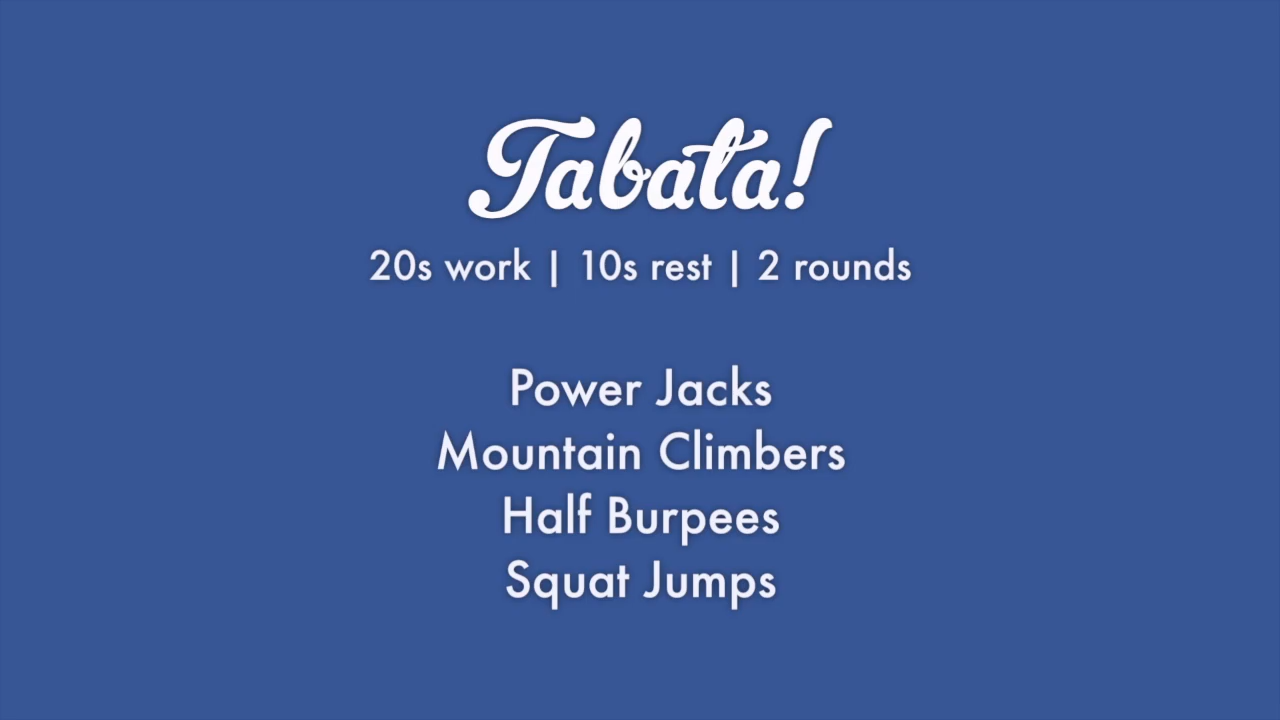 Tabata!
20s work | 10s rest | 2 rounds
Power Jacks
Mountain Climbers
Half Burpees
Squat Jumps